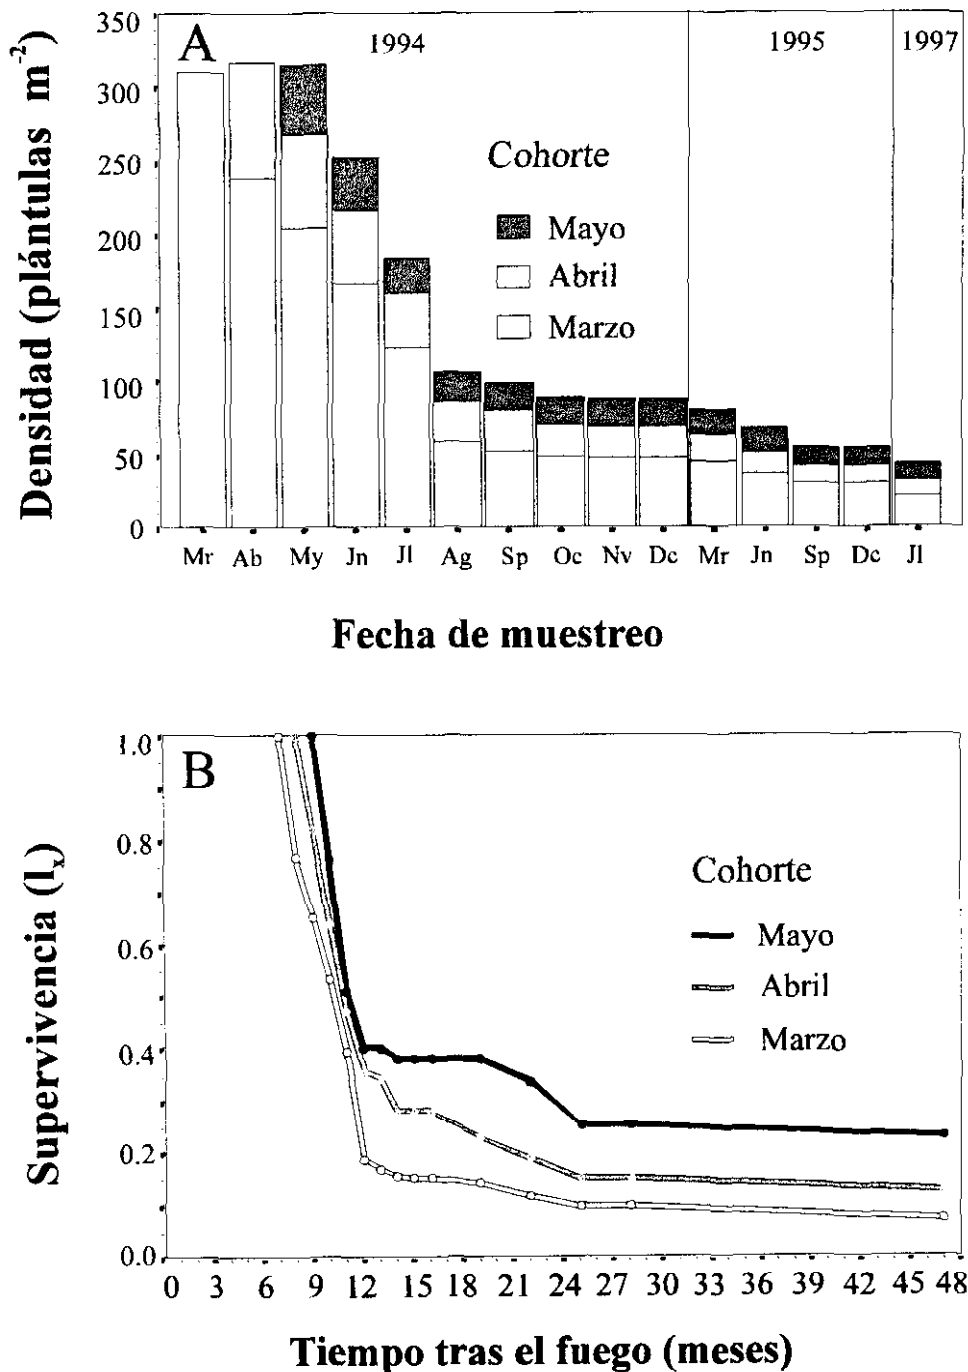 Densidad (plántulas m-2)
350
300
250
200
150
100
50
0
A
1994
1995
1997
Cohorte
Mayo
Abril
Marzo
Mr Ab My Jn Jl Ag Sp Oc Nv Dc Mr Jn Sp Dc Jl
Fecha de muestreo
Supervivencia (lx)
1.0
0.8
0.6
0.4
0.2
0.0
B
Cohorte
Mayo
Abril
Marzo
0 3 6 9 12 15 18 21 24 27 30 33 36 39 42 45 48
Tiempo tras el fuego (meses)